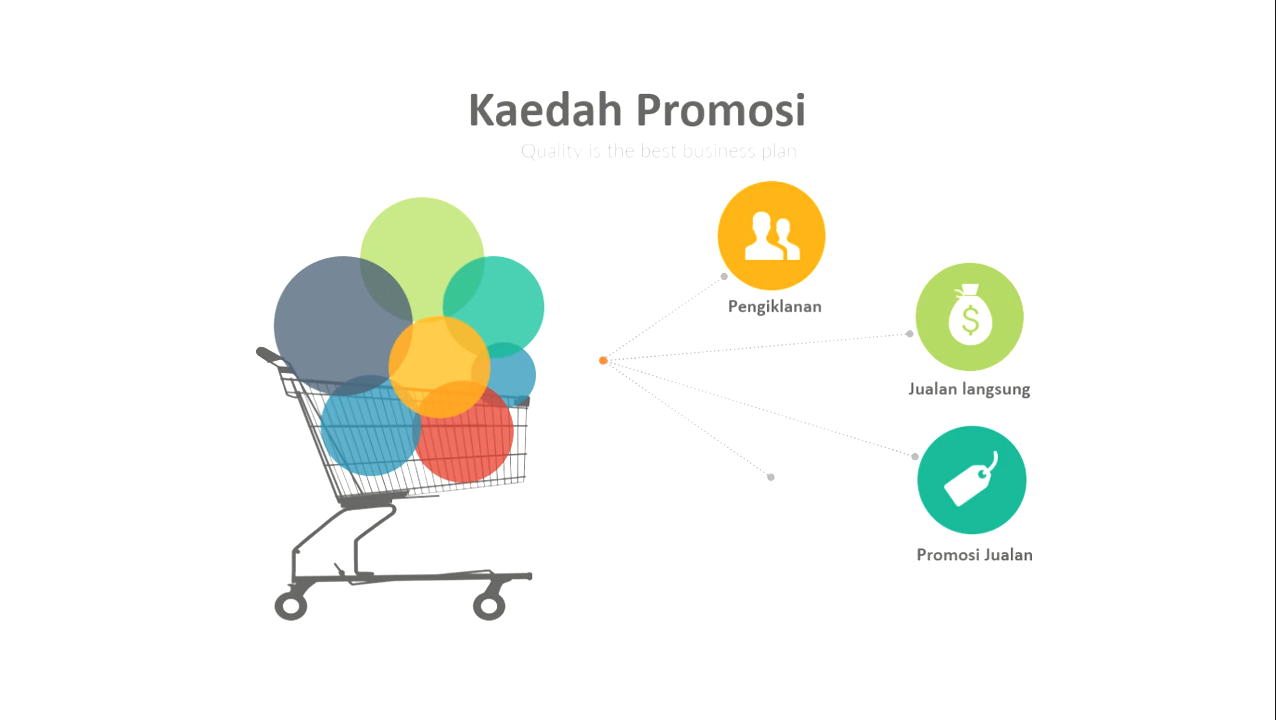 Kaedah Promosi
Quality is the best business plan
Pengiklanan
Jualan langsung
Promosi Jualan